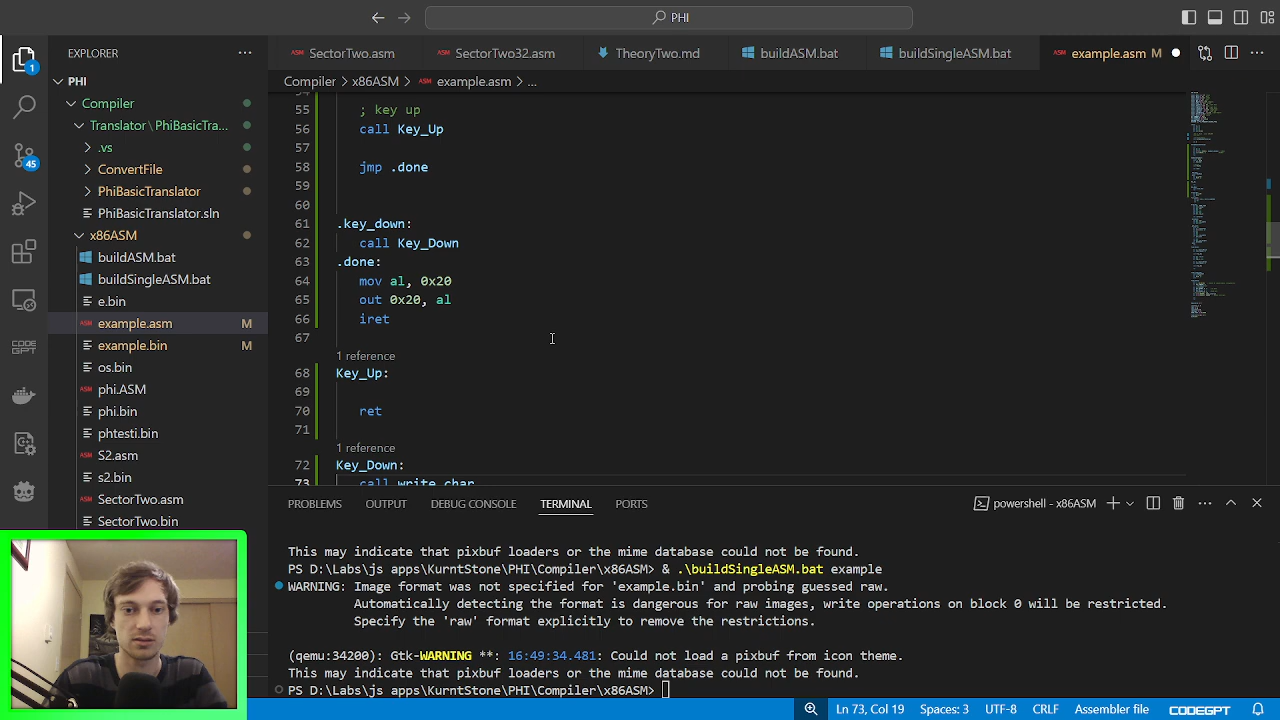 PHI
EXPLORER
PHI
Compiler
Translator\PhiBasicTra...
.vs
ConvertFile
PhiBasicTranslator
PhiBasicTranslator.sln
x86ASM
buildASM.bat
buildSingleASM.bat
e.bin
example.asm M
example.bin M
os.bin
phi.ASM
phi.bin
phtesti.bin
S2.asm
s2.bin
SectorTwo.asm
SectorTwo.bin
1
45
CODE
GPT
ASM SectorTwo.asm
ASM SectorTwo32.asm
TheoryTwo.md
buildASM.bat
buildSingleASM.bat
ASM example.asm M
Compiler > x86ASM > ASM example.asm > ...
55 ; key up
56 call Key_Up
57
58 jmp .done
59
60
61 .key_down:
62 call Key_Down
63 .done:
64 mov al, 0x20
65 out 0x20, al
66 iret
67
1 reference
68 Key_Up:
69
70 ret
71
1 reference
72 Key_Down:
73 call write_char
PROBLEMS OUTPUT DEBUG CONSOLE TERMINAL PORTS
powershell - x86ASM
This may indicate that pixbuf loaders or the mime database could not be found.
PS D:\Labs\js apps\KurntStone\PHI\Compiler\x86ASM> & .\buildSingleASM.bat example
WARNING: Image format was not specified for 'example.bin' and probing guessed raw.
Automatically detecting the format is dangerous for raw images, write operations on block 0 will be restricted.
Specify the 'raw' format explicitly to remove the restrictions.
(qemu:34200): Gtk-WARNING **: 16:49:34.481: Could not load a pixbuf from icon theme.
This may indicate that pixbuf loaders or the mime database could not be found.
PS D:\Labs\js apps\KurntStone\PHI\Compiler\x86ASM>
Ln 73, Col 19 Spaces: 3 UTF-8 CRLF Assembler file CODEGPT